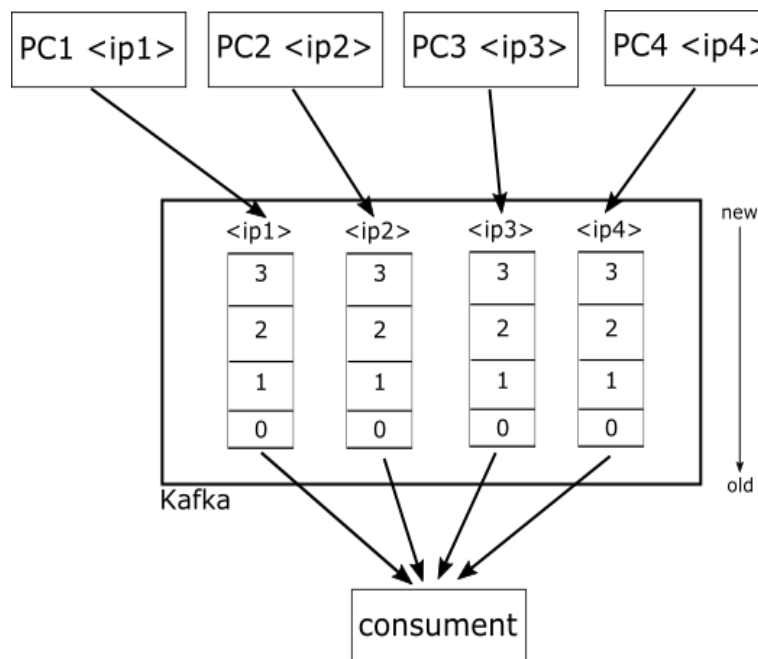 PC1 <ip1>
PC2 <ip2>
PC3 <ip3>
PC4 <ip4>
new
<ip1> <ip2> <ip3> <ip4>
3 3 3 3
2 2 2 2
1 1 1 1
0 0 0 0
old
Kafka
consument